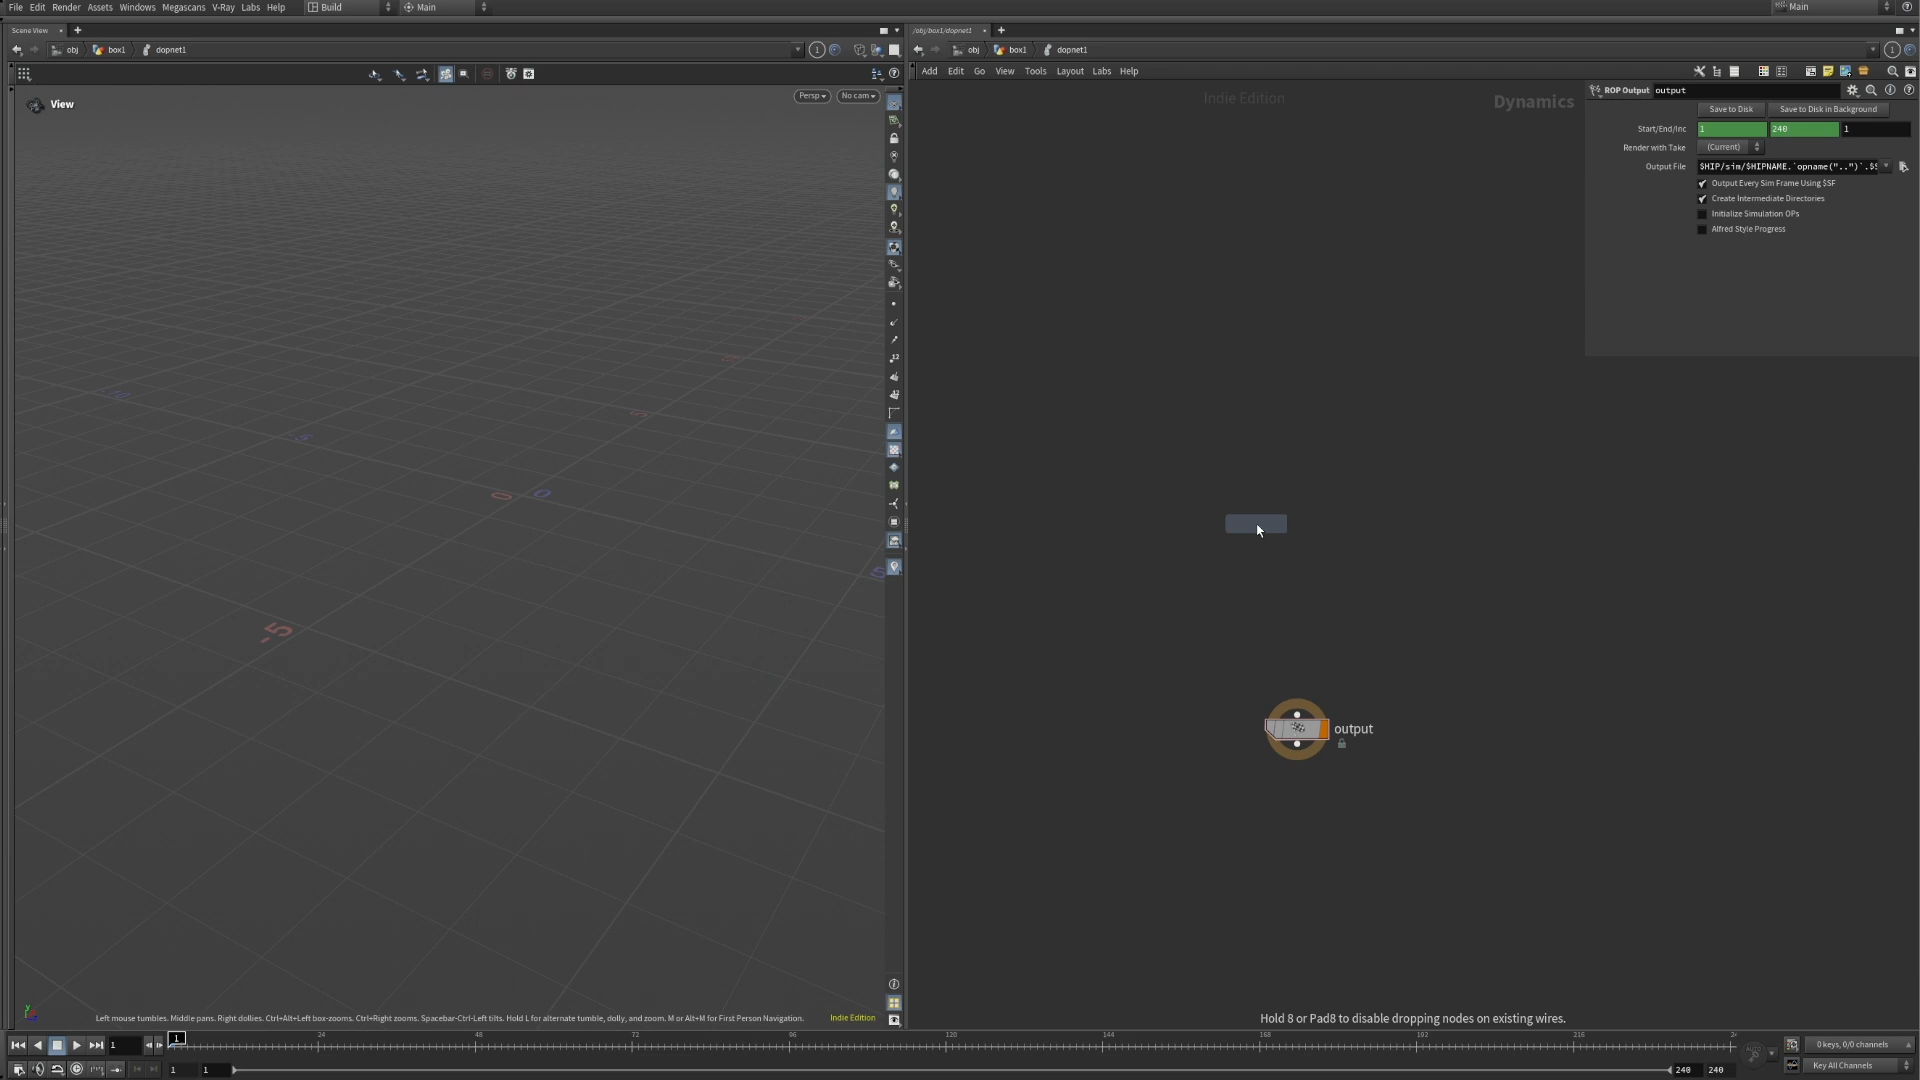 File Edit Render Assets Windows Megascans V-Ray Labs Help Build Main Main
Scene View
/obj/box1/dopnet1
obj box1 dopnet1
obj box1 dopnet1
Add Edit Go View Tools Layout Labs Help
View
Persp
No cam
Indie Edition
Dynamics
ROP Output output
Save to Disk Save to Disk in Background
Start/End/Inc 1 240 1
Render with Take (Current)
Output File $HIP/sim/$HIPNAME.`opname("..")`.$
Output Every Sim Frame Using $SF
Create Intermediate Directories
Initialize Simulation OPs
Alfred Style Progress
5
0 0
-5
5
output
Left mouse tumbles. Middle pans. Right dollies. Ctrl+Alt+Left box-zooms. Ctrl+Right zooms. Spacebar-Ctrl-Left tilts. Hold L for alternate tumble, dolly, and zoom. M or Alt+M for First Person Navigation.
Indie Edition
Hold 8 or Pad8 to disable dropping nodes on existing wires.
1 1 24 48 72 96 120 144 168 192 216
0 keys, 0/0 channels
1 1 240 240
Key All Channels